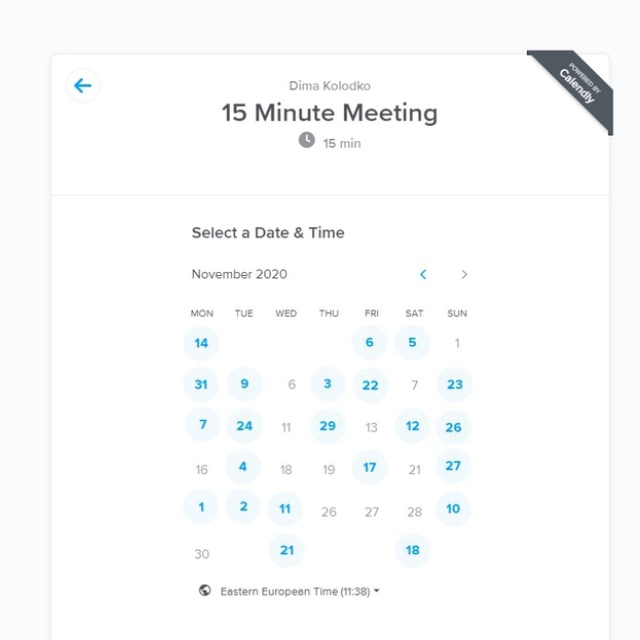 POWERED BY
Calendly
Dima Kolodko
15 Minute Meeting
15 min
Select a Date & Time
November 2020
MON TUE WED THU FRI SAT SUN
14 6 5 1
31 9 6 3 22 7 23
7 24 11 29 13 12 26
16 4 18 19 17 21 27
1 2 11 26 27 28 10
30 21 18
Eastern European Time (11:38)